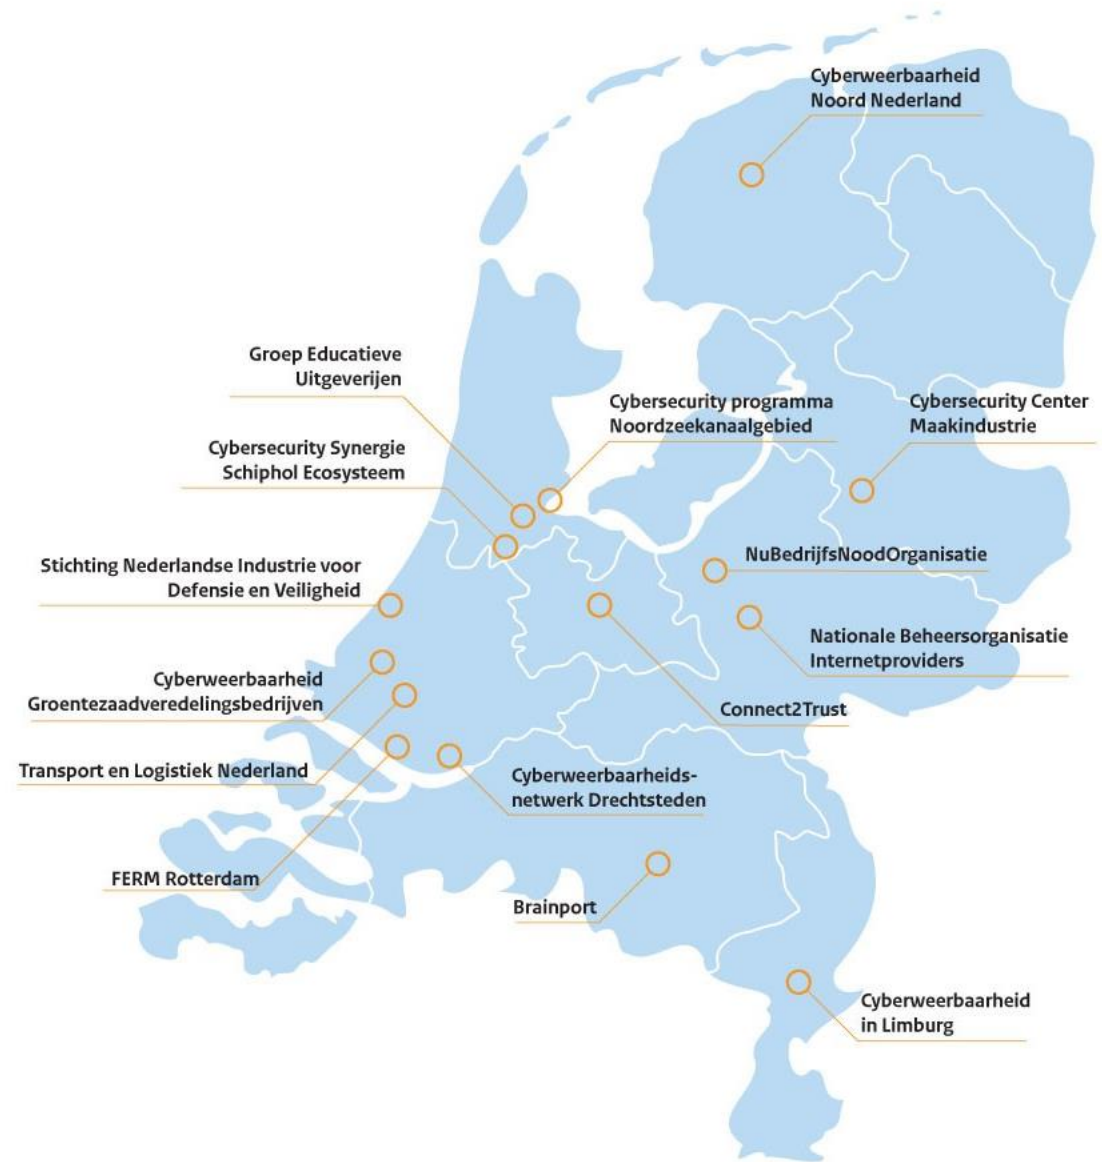 Cyberweerbaarheid
Noord Nederland
Groep Educatieve
Uitgeverijen
Cybersecurity programma
Noordzeekanaalgebied
Cybersecurity Center
Maakindustrie
Cybersecurity Synergie
Schiphol Ecosysteem
NuBedrijfsNoodOrganisatie
Stichting Nederlandse Industrie voor
Defensie en Veiligheid
Nationale Beheersorganisatie
Internetproviders
Cyberweerbaarheid
Groentezaadveredelingsbedrijven
Connect2Trust
Transport en Logistiek Nederland
Cyberweerbaarheids-
netwerk Drechtsteden
FERM Rotterdam
Brainport
Cyberweerbaarheid
in Limburg